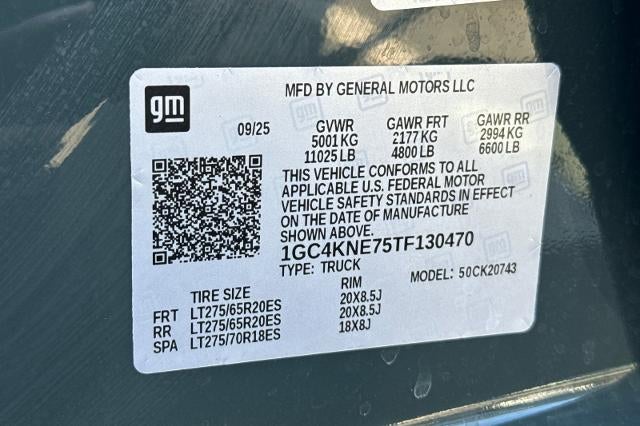 gm
MFD BY GENERAL MOTORS LLC
09/25
GVWR GAWR FRT GAWR RR
5001 KG 2177 KG 2994 KG
11025 LB 4800 LB 6600 LB
THIS VEHICLE CONFORMS TO ALL
APPLICABLE U.S. FEDERAL MOTOR
VEHICLE SAFETY STANDARDS IN EFFECT
ON THE DATE OF MANUFACTURE
SHOWN ABOVE.
1GC4KNE75TF130470
TYPE: TRUCK MODEL: 50CK20743
TIRE SIZE RIM
FRT LT275/65R20ES 20X8.5J
RR LT275/65R20ES 20X8.5J
SPA LT275/70R18ES 18X8J